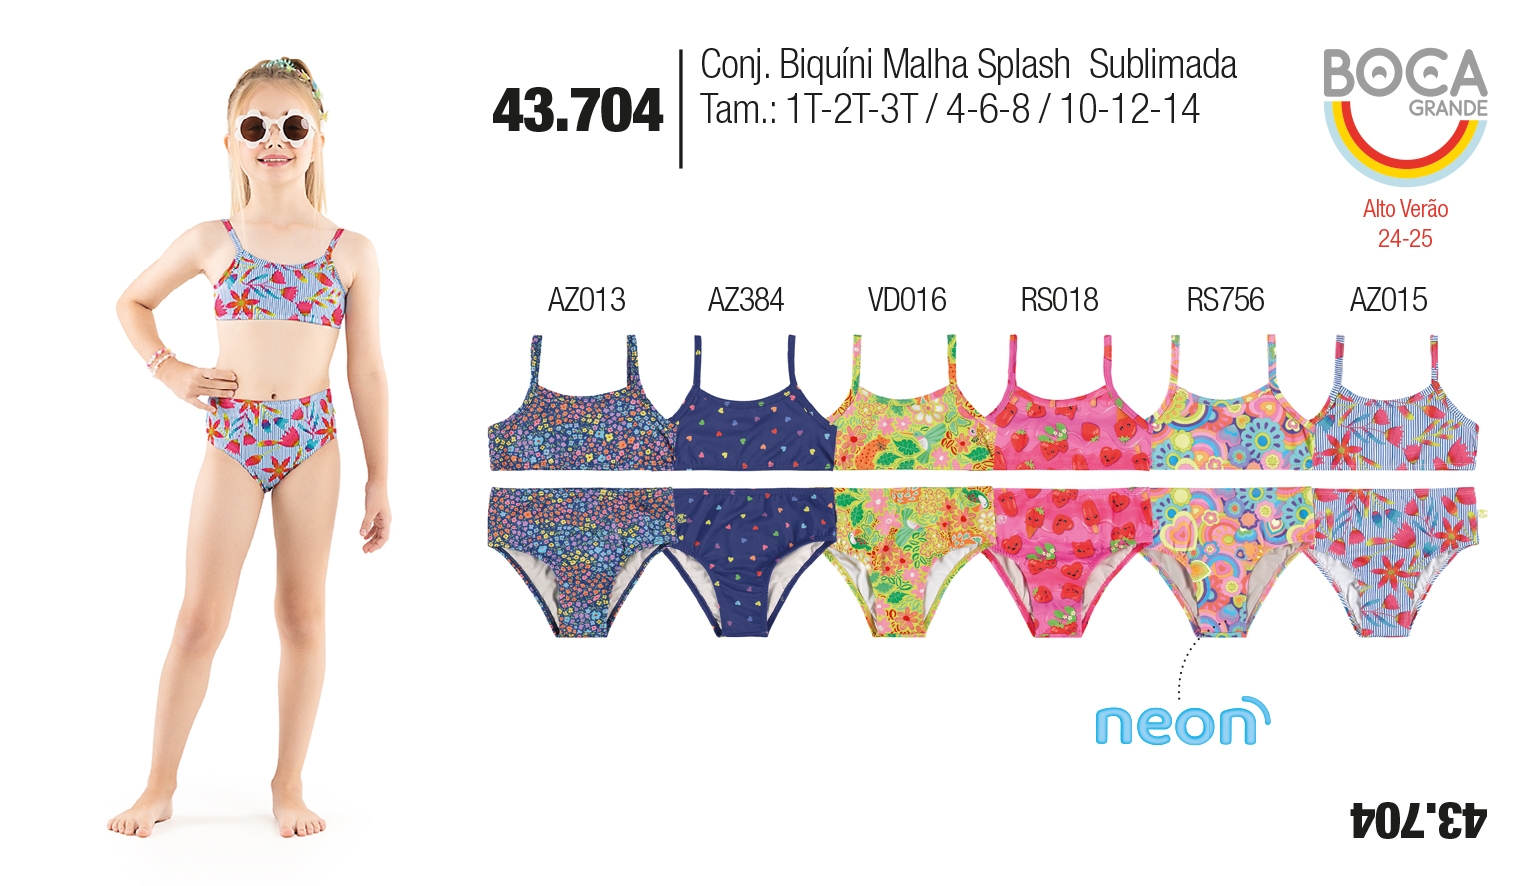 43.704
Conj. Biquíni Malha Splash Sublimada
Tam.: 1T-2T-3T / 4-6-8 / 10-12-14
BOCA
GRANDE
Alto Verão
24-25
AZ013 AZ384 VD016 RS018 RS756 AZ015
neon
43.704